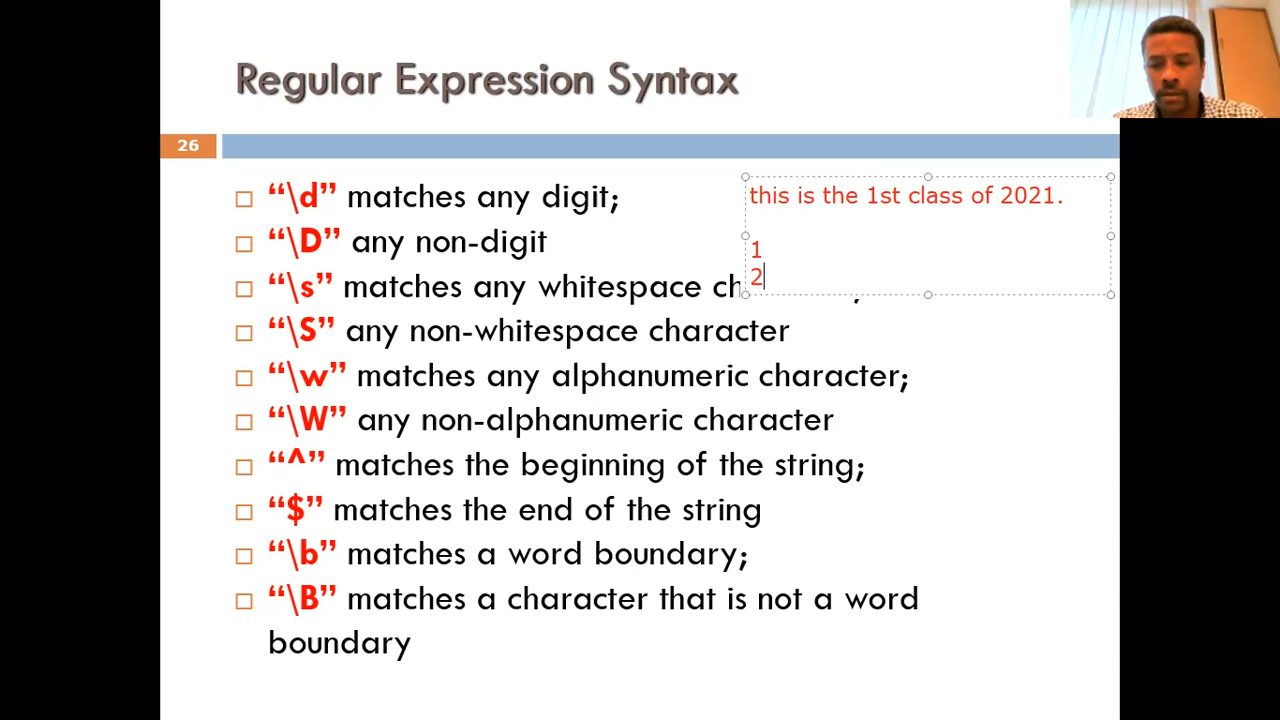 Regular Expression Syntax
26
“\d” matches any digit;
“\D” any non-digit
“\s” matches any whitespace ch
“\S” any non-whitespace character
“\w” matches any alphanumeric character;
“\W” any non-alphanumeric character
“^” matches the beginning of the string;
“$” matches the end of the string
“\b” matches a word boundary;
“\B” matches a character that is not a word
boundary
this is the 1st class of 2021.
1
2